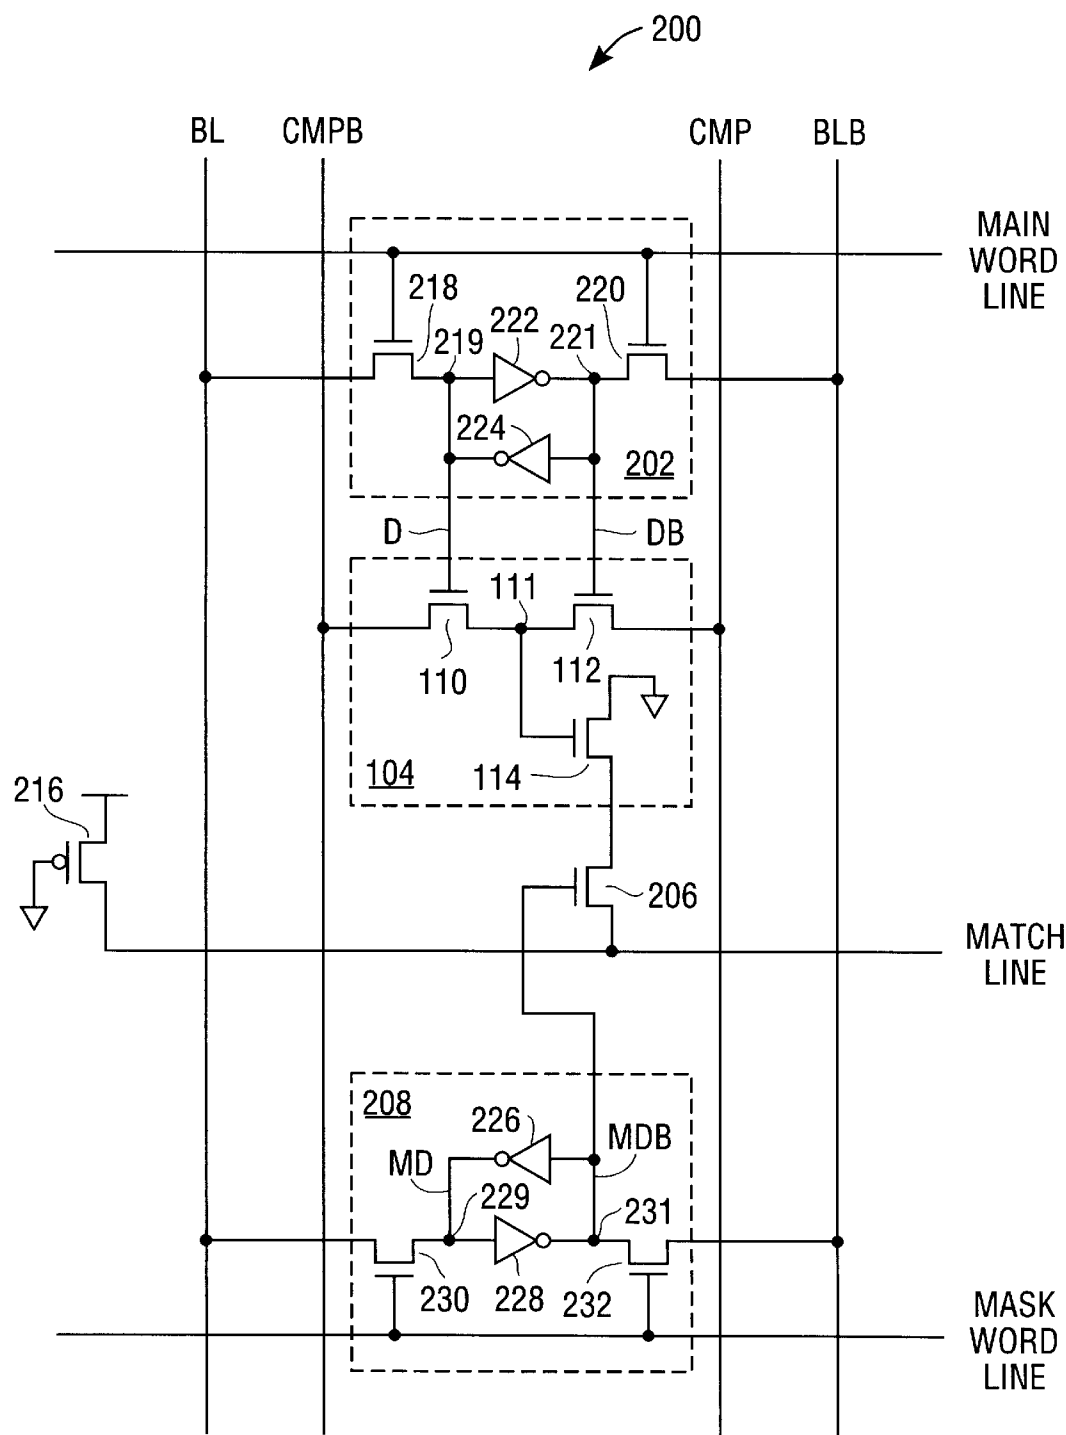 200
BL
CMPB
CMP
BLB
MAIN
WORD
LINE
218
220
222
219
221
224
202
D
DB
111
110
112
104
114
216
206
MATCH
LINE
208
226
MDB
MD
229
231
230
228
232
MASK
WORD
LINE